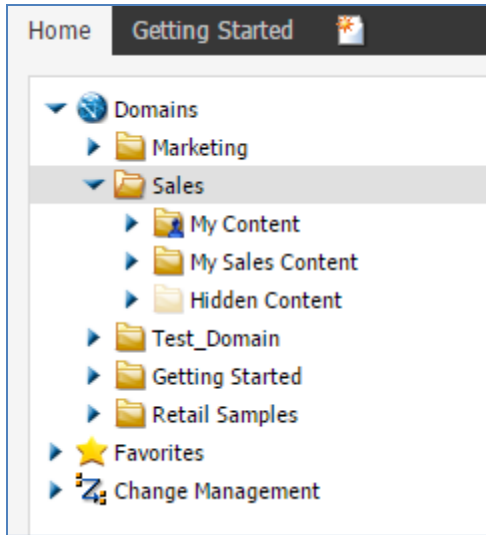 Home Getting Started
Domains
Marketing
Sales
My Content
My Sales Content
Hidden Content
Test_Domain
Getting Started
Retail Samples
Favorites
Change Management